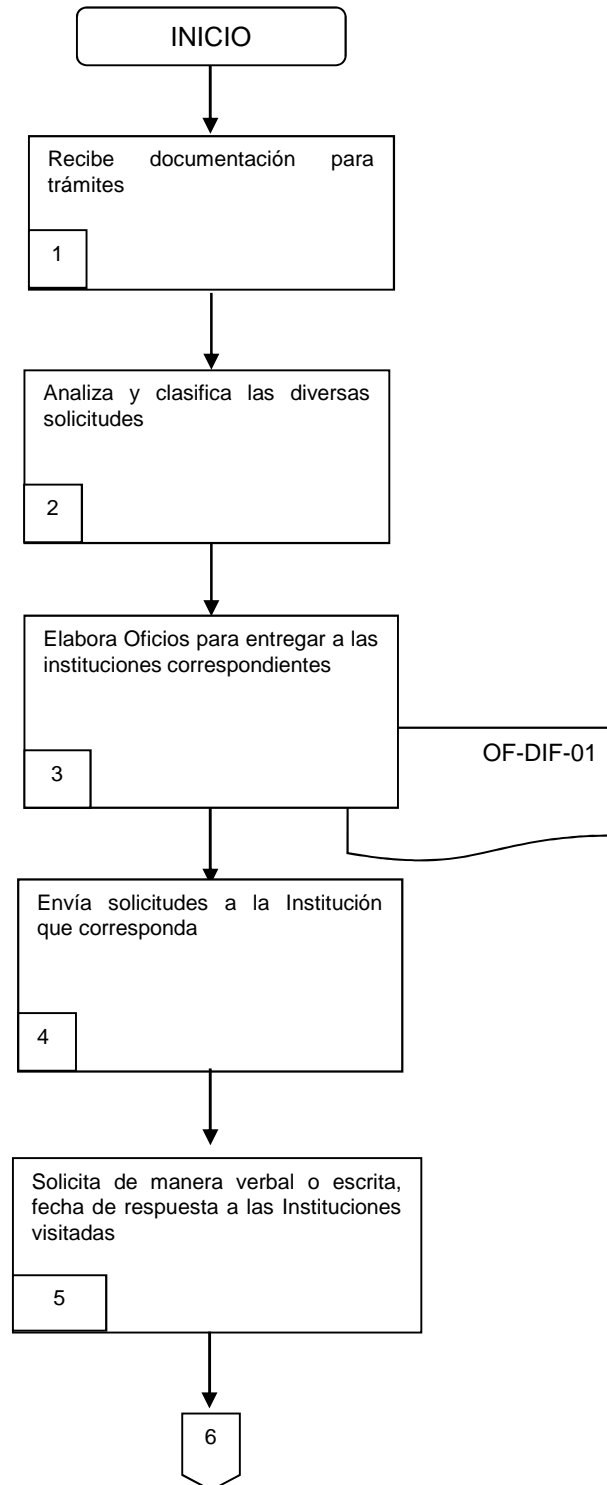 INICIO
Recibe documentación para
trámites
1
Analiza y clasifica las diversas
solicitudes
2
Elabora Oficios para entregar a las
instituciones correspondientes
3
OF-DIF-01
Envía solicitudes a la Institución
que corresponda
4
Solicita de manera verbal o escrita,
fecha de respuesta a las Instituciones
visitadas
5
6